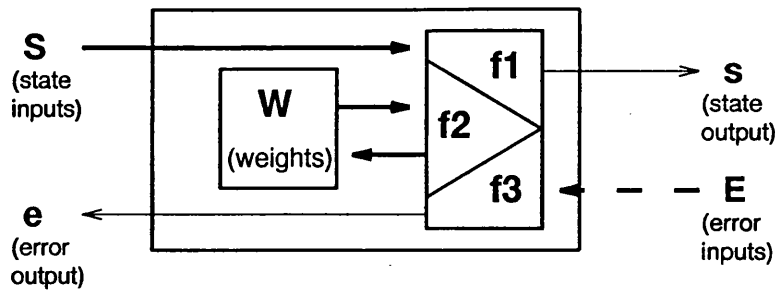 S
(state
inputs)
W
(weights)
f1
f2
f3
s
(state
output)
e
(error
output)
E
(error
inputs)